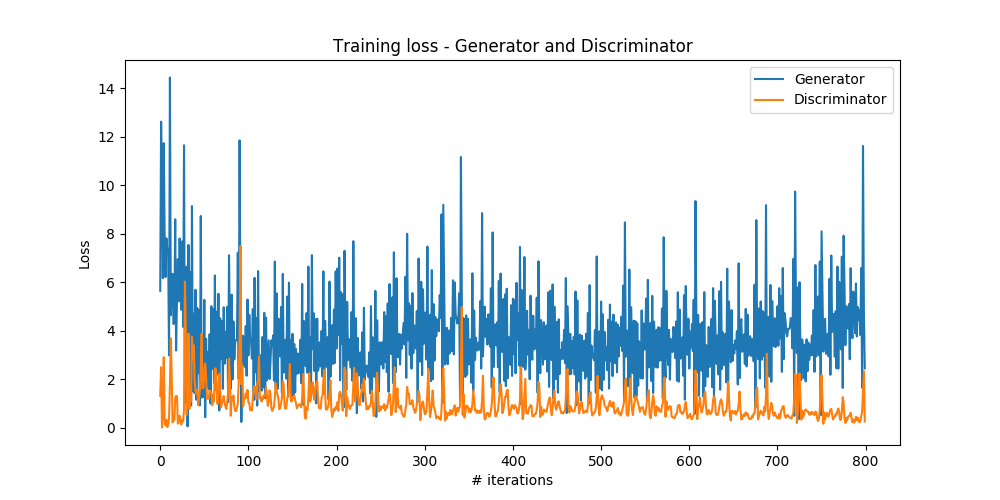 Training loss - Generator and Discriminator
Generator
Discriminator
14
12
10
8
6
4
2
0
Loss
0 100 200 300 400 500 600 700 800
# iterations